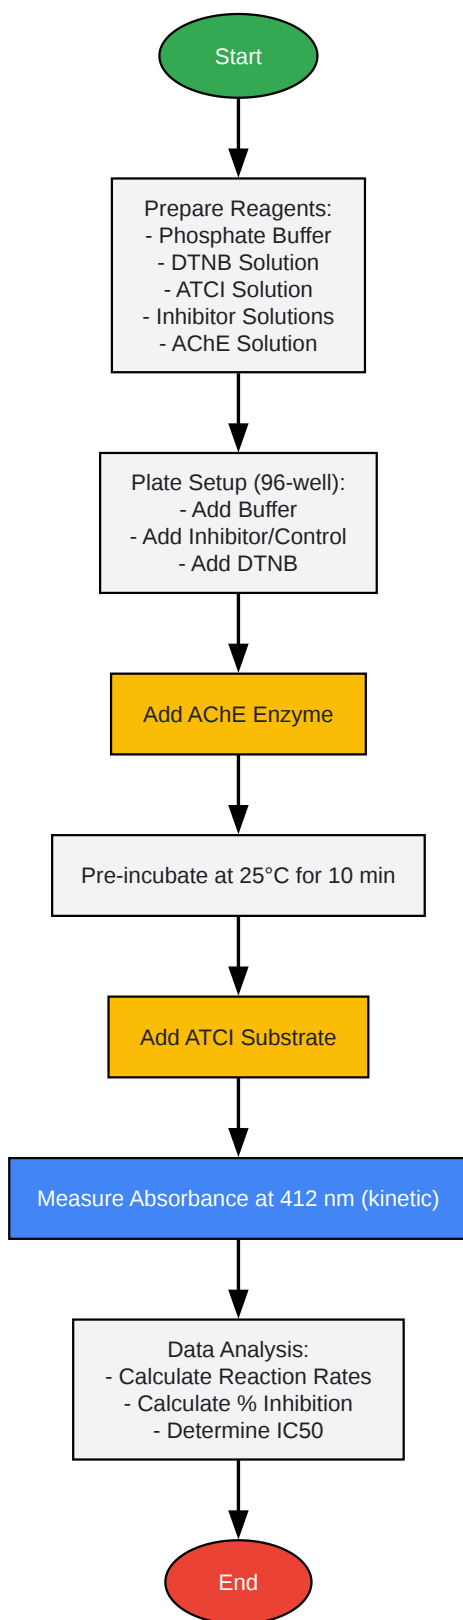 Start
Prepare Reagents:
- Phosphate Buffer
- DTNB Solution
- ATCI Solution
- Inhibitor Solutions
- AChE Solution
Plate Setup (96-well):
- Add Buffer
- Add Inhibitor/Control
- Add DTNB
Add AChE Enzyme
Pre-incubate at 25°C for 10 min
Add ATCI Substrate
Measure Absorbance at 412 nm (kinetic)
Data Analysis:
- Calculate Reaction Rates
- Calculate % Inhibition
- Determine IC50
End